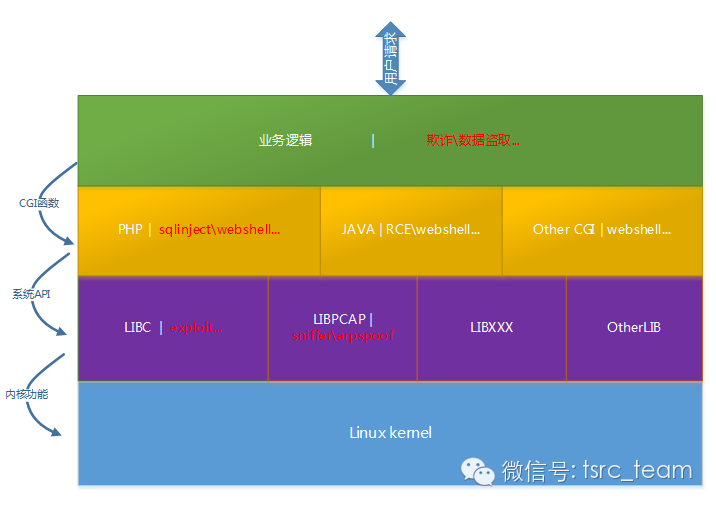 用户请求
业务逻辑 | 欺诈\数据盗取...
CGI函数
PHP | sqlinject\webshell...
JAVA | RCE\webshell...
Other CGI | webshell...
系统API
LIBC | exploit...
LIBPCAP |
sniffer\arpspoof
LIBXXX
OtherLIB
内核功能
Linux kernel
微信号: tsrc_team